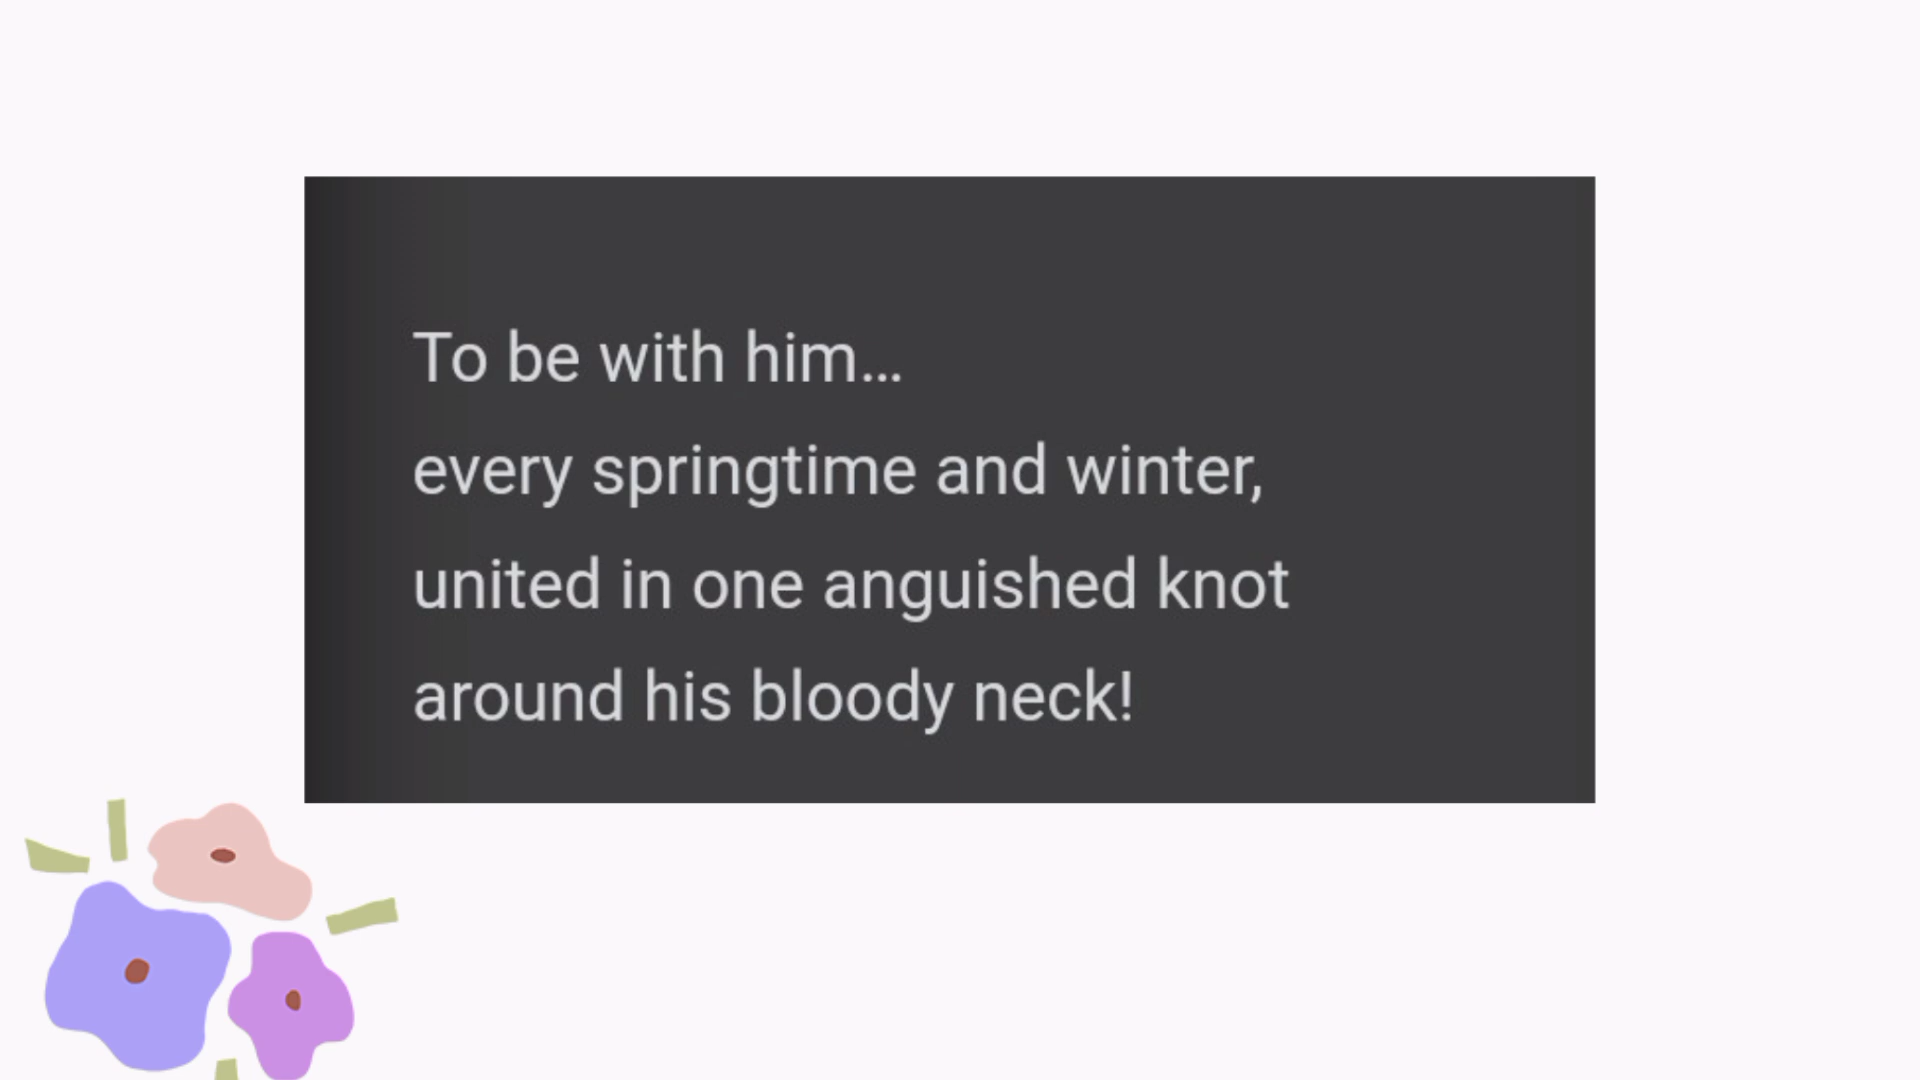 To be with him…
every springtime and winter,
united in one anguished knot
around his bloody neck!